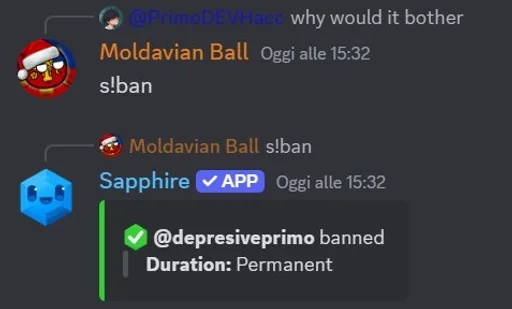 @PrimoDEVHacc why would it bother
Moldavian Ball Oggi alle 15:32
s!ban
Moldavian Ball s!ban
Sapphire ✓ APP Oggi alle 15:32
@depresiveprimo banned
Duration: Permanent